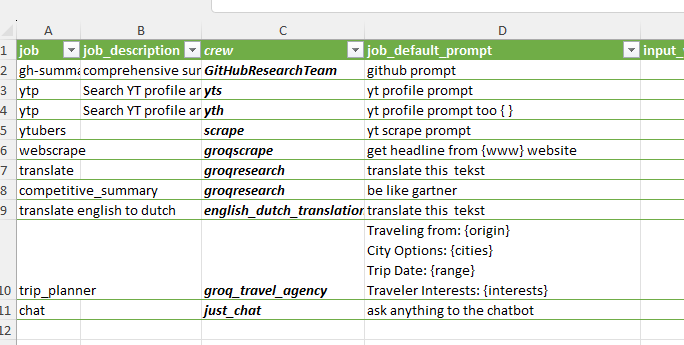 A B C D
1 job job_description crew job_default_prompt input_
2 gh-summa comprehensive sur GitHubResearchTeam github prompt
3 ytp Search YT profile ar yts yt profile prompt
4 ytp Search YT profile ar yth yt profile prompt too { }
5 ytubers scrape yt scrape prompt
6 webscrape groqscrape get headline from {www} website
7 translate groqresearch translate this tekst
8 competitive_summary groqresearch be like gartner
9 translate english to dutch english_dutch_translation translate this tekst
Traveling from: {origin}
City Options: {cities}
Trip Date: {range}
10 trip_planner groq_travel_agency Traveler Interests: {interests}
11 chat just_chat ask anything to the chatbot
12